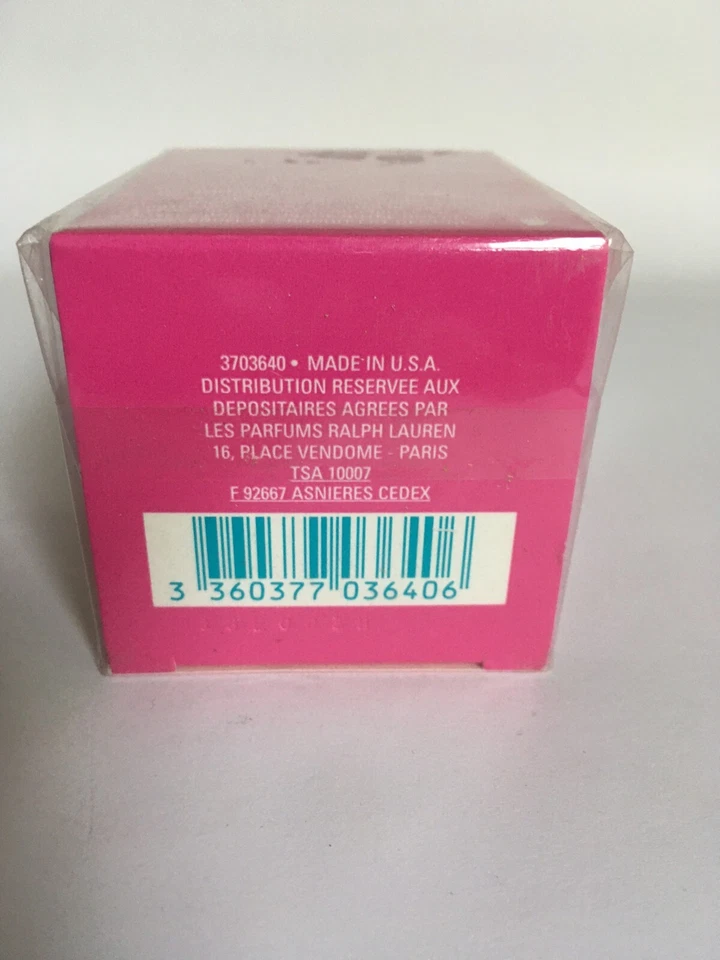 3703640 • MADE IN U.S.A.
DISTRIBUTION RESERVEE AUX
DEPOSITAIRES AGREES PAR
LES PARFUMS RALPH LAUREN
16, PLACE VENDOME - PARIS
TSA 10007
F 92667 ASNIERES CEDEX
3 360377 036406